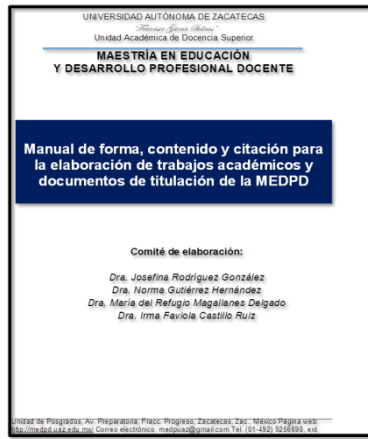 UNIVERSIDAD AUTÓNOMA DE ZACATECAS
"Francisco García Salinas"
Unidad Académica de Docencia Superior
MAESTRÍA EN EDUCACIÓN
Y DESARROLLO PROFESIONAL DOCENTE
Manual de forma, contenido y citación para
la elaboración de trabajos académicos y
documentos de titulación de la MEDPD
Comité de elaboración:
Dra. Josefina Rodríguez González
Dra. Norma Gutiérrez Hernández
Dra. María del Refugio Magallanes Delgado
Dra. Irma Faviola Castillo Ruiz
Unidad de Posgrados, Av. Preparatoria, Fracc. Progreso, Zacatecas, Zac., México Página web:
http://medpd.uaz.edu.mx/ Correo electrónico: medpuaz@gmail.com Tel. (01-492) 9256690, ext